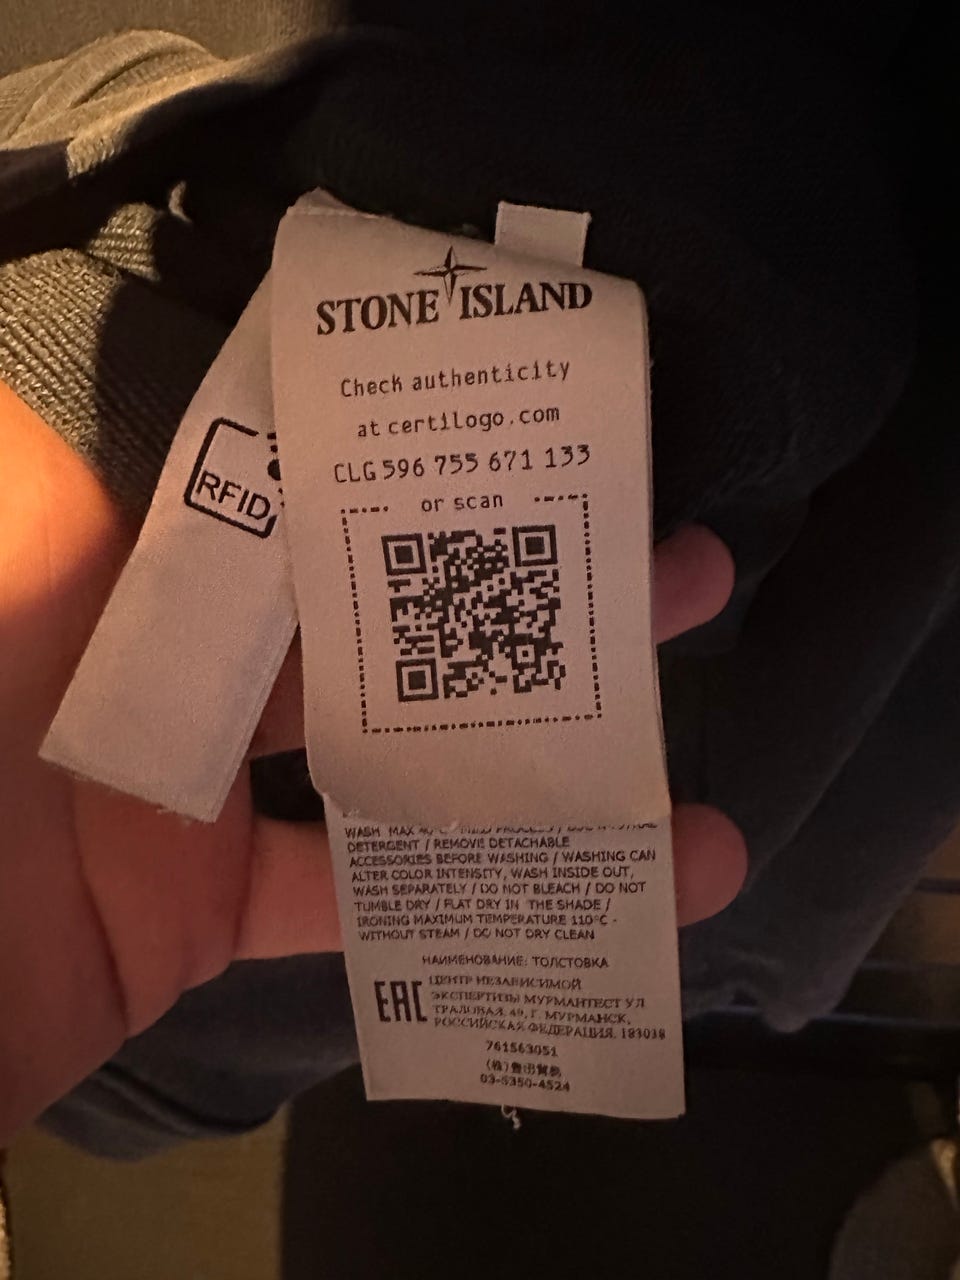 STONE ISLAND
Check authenticity
at certilogo.com
CLG 596 755 671 133
or scan
RFID
WASH MAX
DETERGENT / REMOVE DETACHABLE
ACCESSORIES BEFORE WASHING / WASHING CAN
ALTER COLOR INTENSITY, WASH INSIDE OUT,
WASH SEPARATELY / DO NOT BLEACH / DO NOT
TUMBLE DRY / FLAT DRY IN THE SHADE /
IRONING MAXIMUM TEMPERATURE 110°C -
WITHOUT STEAM / DO NOT DRY CLEAN
НАИМЕНОВАНИЕ: ТОЛСТОВКА
EAC
ЦЕНТР НЕЗАВИСИМОЙ
ЭКСПЕРТИЗЫ МУРМАНТЕСТ УЛ
ТРАЛОВАЯ, 49, Г. МУРМАНСК,
РОССИЙСКАЯ ФЕДЕРАЦИЯ, 183038
761563051
03-5350-4524